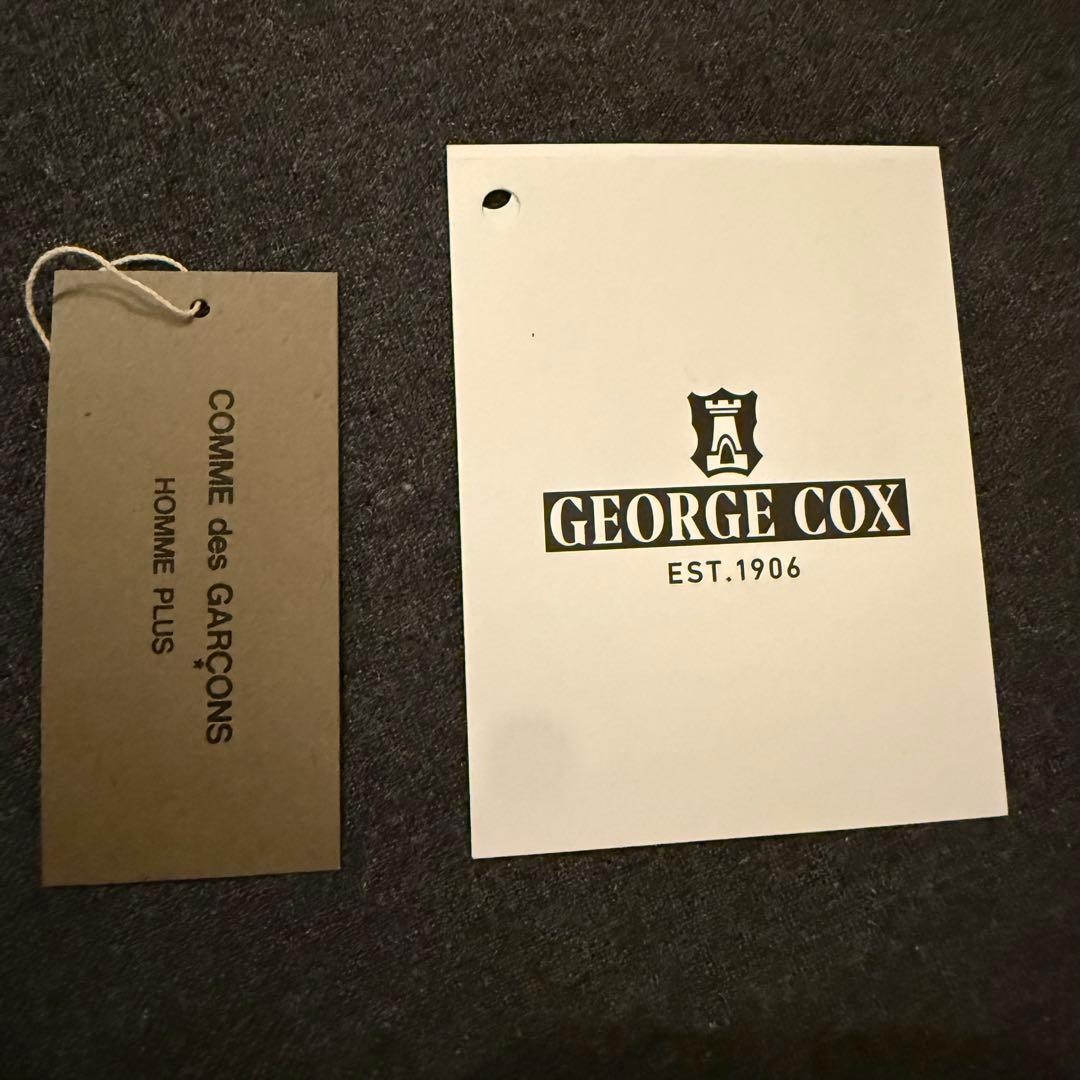 COMME des GARÇONS
HOMME PLUS
GEORGE COX
EST.1906